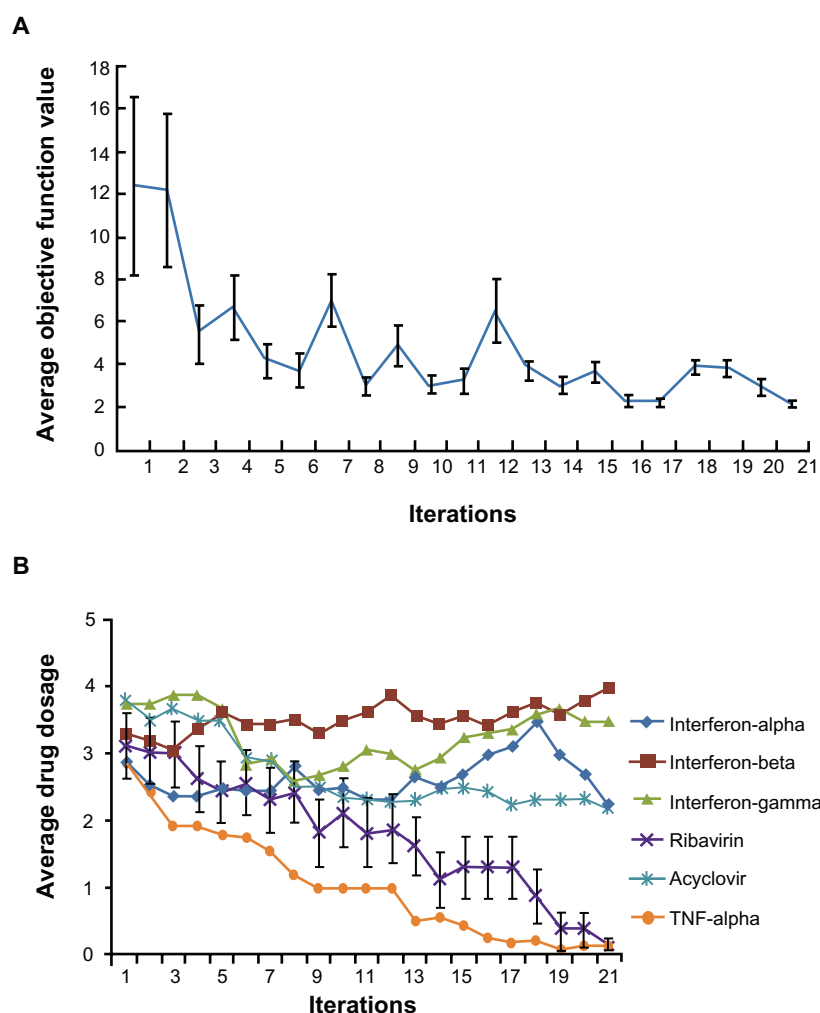 A
Average objective function value
18
16
14
12
10
8
6
4
2
0
1 2 3 4 5 6 7 8 9 10 11 12 13 14 15 16 17 18 19 20 21
Iterations
B
Average drug dosage
5
4
3
2
1
0
1 3 5 7 9 11 13 15 17 19 21
Iterations
Interferon-alpha
Interferon-beta
Interferon-gamma
Ribavirin
Acyclovir
TNF-alpha